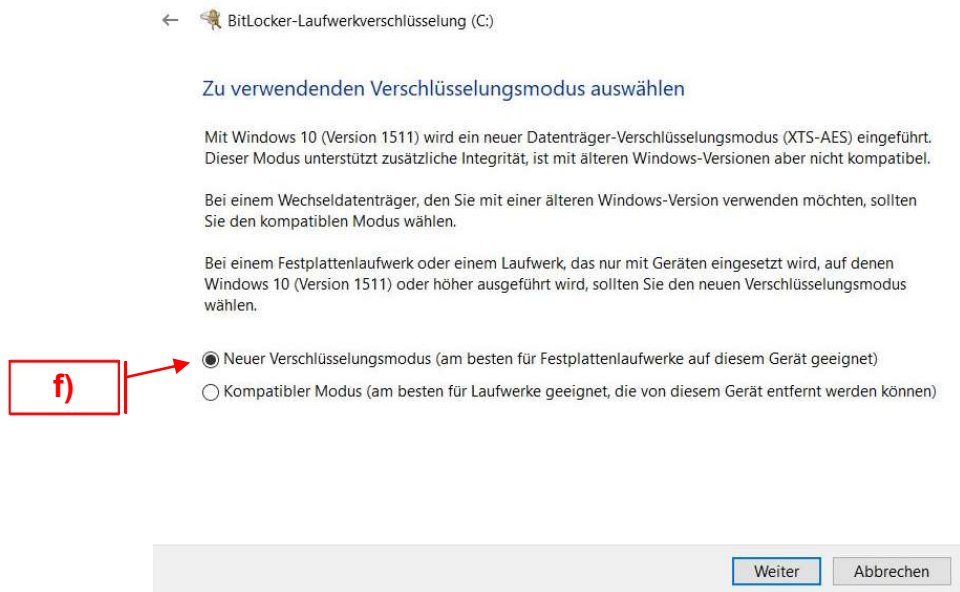 BitLocker-Laufwerkverschlüsselung (C:)
Zu verwendenden Verschlüsselungsmodus auswählen
Mit Windows 10 (Version 1511) wird ein neuer Datenträger-Verschlüsselungsmodus (XTS-AES) eingeführt.
Dieser Modus unterstützt zusätzliche Integrität, ist mit älteren Windows-Versionen aber nicht kompatibel.
Bei einem Wechseldatenträger, den Sie mit einer älteren Windows-Version verwenden möchten, sollten
Sie den kompatiblen Modus wählen.
Bei einem Festplattenlaufwerk oder einem Laufwerk, das nur mit Geräten eingesetzt wird, auf denen
Windows 10 (Version 1511) oder höher ausgeführt wird, sollten Sie den neuen Verschlüsselungsmodus
wählen.
f)
Neuer Verschlüsselungsmodus (am besten für Festplattenlaufwerke auf diesem Gerät geeignet)
Kompatibler Modus (am besten für Laufwerke geeignet, die von diesem Gerät entfernt werden können)
Weiter
Abbrechen